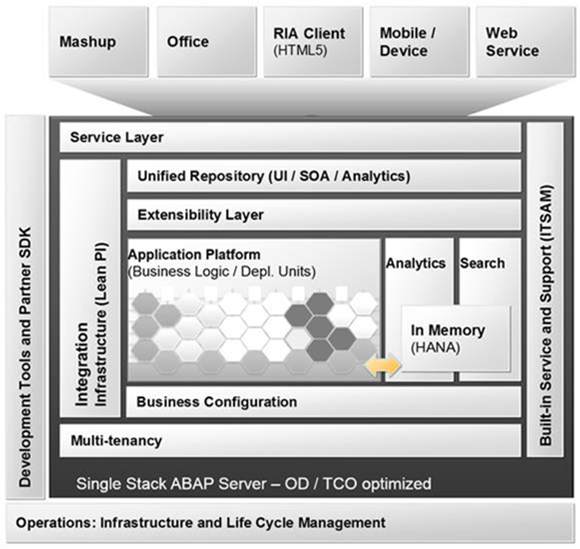 Mashup
Office
RIA Client
(HTML5)
Mobile /
Device
Web
Service
Development Tools and Partner SDK
Service Layer
Integration
Infrastructure (Lean PI)
Unified Repository (UI / SOA / Analytics)
Extensibility Layer
Application Platform
(Business Logic / Depl. Units)
Analytics
Search
In Memory
(HANA)
Business Configuration
Multi-tenancy
Built-in Service and Support (ITSAM)
Single Stack ABAP Server – OD / TCO optimized
Operations: Infrastructure and Life Cycle Management